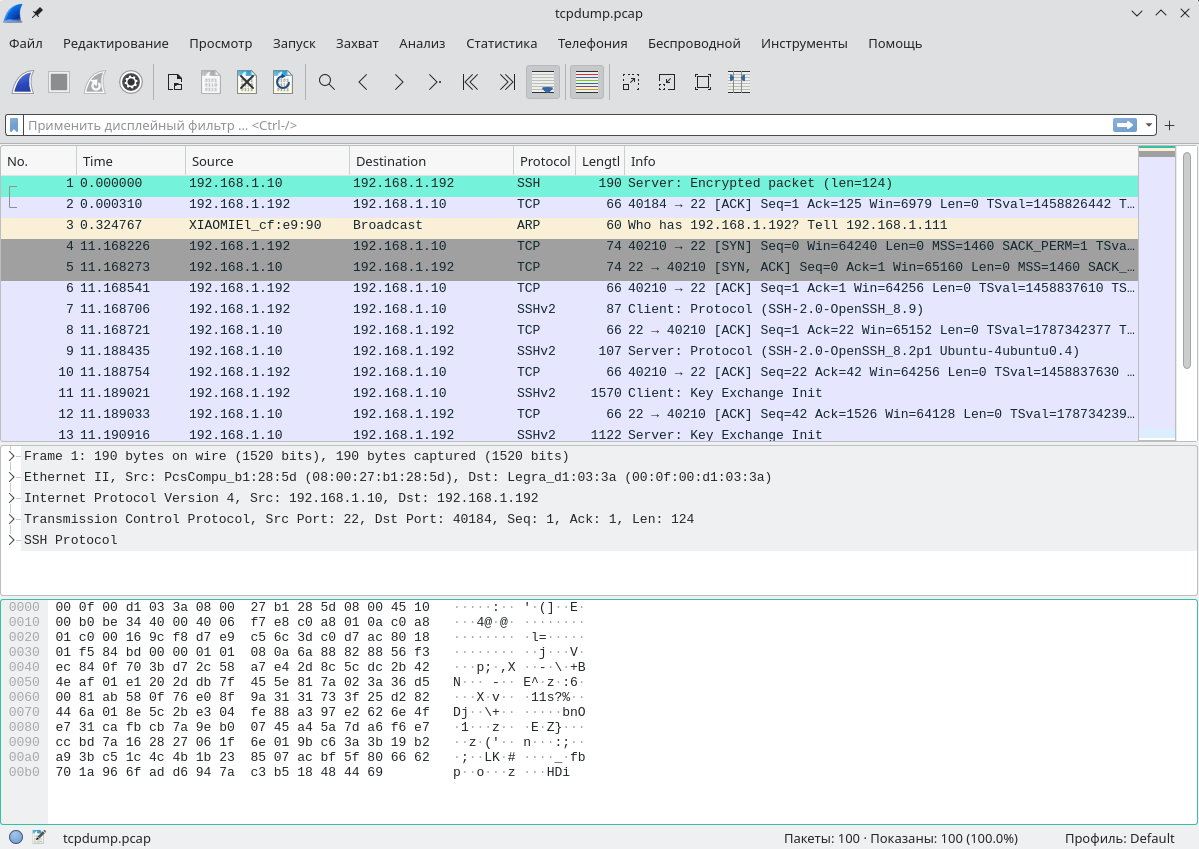 tcpdump.pcap
Файл Редактирование Просмотр Запуск Захват Анализ Статистика Телефония Беспроводной Инструменты Помощь
Применить дисплейный фильтр ... <Ctrl-/>
No. Time Source Destination Protocol Lengtl Info
1 0.000000 192.168.1.10 192.168.1.192 SSH 190 Server: Encrypted packet (len=124)
2 0.000310 192.168.1.192 192.168.1.10 TCP 66 40184 → 22 [ACK] Seq=1 Ack=125 Win=6979 Len=0 TSval=1458826442 T…
3 0.324767 XIAOMIEl_cf:e9:90 Broadcast ARP 60 Who has 192.168.1.192? Tell 192.168.1.111
4 11.168226 192.168.1.192 192.168.1.10 TCP 74 40210 → 22 [SYN] Seq=0 Win=64240 Len=0 MSS=1460 SACK_PERM=1 TSva…
5 11.168273 192.168.1.10 192.168.1.192 TCP 74 22 → 40210 [SYN, ACK] Seq=0 Ack=1 Win=65160 Len=0 MSS=1460 SACK_…
6 11.168541 192.168.1.192 192.168.1.10 TCP 66 40210 → 22 [ACK] Seq=1 Ack=1 Win=64256 Len=0 TSval=1458837610 TS…
7 11.168706 192.168.1.192 192.168.1.10 SSHv2 87 Client: Protocol (SSH-2.0-OpenSSH_8.9)
8 11.168721 192.168.1.10 192.168.1.192 TCP 66 22 → 40210 [ACK] Seq=1 Ack=22 Win=65152 Len=0 TSval=1787342377 T…
9 11.188435 192.168.1.10 192.168.1.192 SSHv2 107 Server: Protocol (SSH-2.0-OpenSSH_8.2p1 Ubuntu-4ubuntu0.4)
10 11.188754 192.168.1.192 192.168.1.10 TCP 66 40210 → 22 [ACK] Seq=22 Ack=42 Win=64256 Len=0 TSval=1458837630 …
11 11.189021 192.168.1.192 192.168.1.10 SSHv2 1570 Client: Key Exchange Init
12 11.189033 192.168.1.10 192.168.1.192 TCP 66 22 → 40210 [ACK] Seq=42 Ack=1526 Win=64128 Len=0 TSval=178734239…
13 11.190916 192.168.1.10 192.168.1.192 SSHv2 1122 Server: Key Exchange Init
Frame 1: 190 bytes on wire (1520 bits), 190 bytes captured (1520 bits)
Ethernet II, Src: PcsCompu_b1:28:5d (08:00:27:b1:28:5d), Dst: Legra_d1:03:3a (00:0f:00:d1:03:3a)
Internet Protocol Version 4, Src: 192.168.1.10, Dst: 192.168.1.192
Transmission Control Protocol, Src Port: 22, Dst Port: 40184, Seq: 1, Ack: 1, Len: 124
SSH Protocol
0000 00 0f 00 d1 03 3a 08 00 27 b1 28 5d 08 00 45 10 ·····:·· '·(]··E·
0010 00 b0 be 34 40 00 40 06 f7 e8 c0 a8 01 0a c0 a8 ···4@·@· ········
0020 01 c0 00 16 9c f8 d7 e9 c5 6c 3d c0 d7 ac 80 18 ········ ·l=·····
0030 01 f5 84 bd 00 00 01 01 08 0a 6a 88 82 88 56 f3 ········ ··j···V·
0040 ec 84 0f 70 3b d7 2c 58 a7 e4 2d 8c 5c dc 2b 42 ···p;·,X ··-·\·+B
0050 4e af 01 e1 20 2d db 7f 45 5e 81 7a 02 3a 36 d5 N··· -·· E^·z·:6·
0060 00 81 ab 58 0f 76 e0 8f 9a 31 31 73 3f 25 d2 82 ···X·v·· ·11s?%··
0070 44 6a 01 8e 5c 2b e3 04 fe 88 a3 97 e2 62 6e 4f Dj··\+·· ·····bnO
0080 e7 31 ca fb cb 7a 9e b0 07 45 a4 5a 7d a6 f6 e7 ·1···z·· ·E·Z}···
0090 cc bd 7a 16 28 27 06 1f 6e 01 9b c6 3a 3b 19 b2 ··z·('·· n···:;··
00a0 a9 3b c5 1c 4c 4b 1b 23 85 07 ac bf 5f 80 66 62 ·;··LK·# ····_·fb
00b0 70 1a 96 6f ad d6 94 7a c3 b5 18 48 44 69 p··o···z ···HDi
tcpdump.pcap Пакеты: 100 · Показаны: 100 (100.0%) Профиль: Default